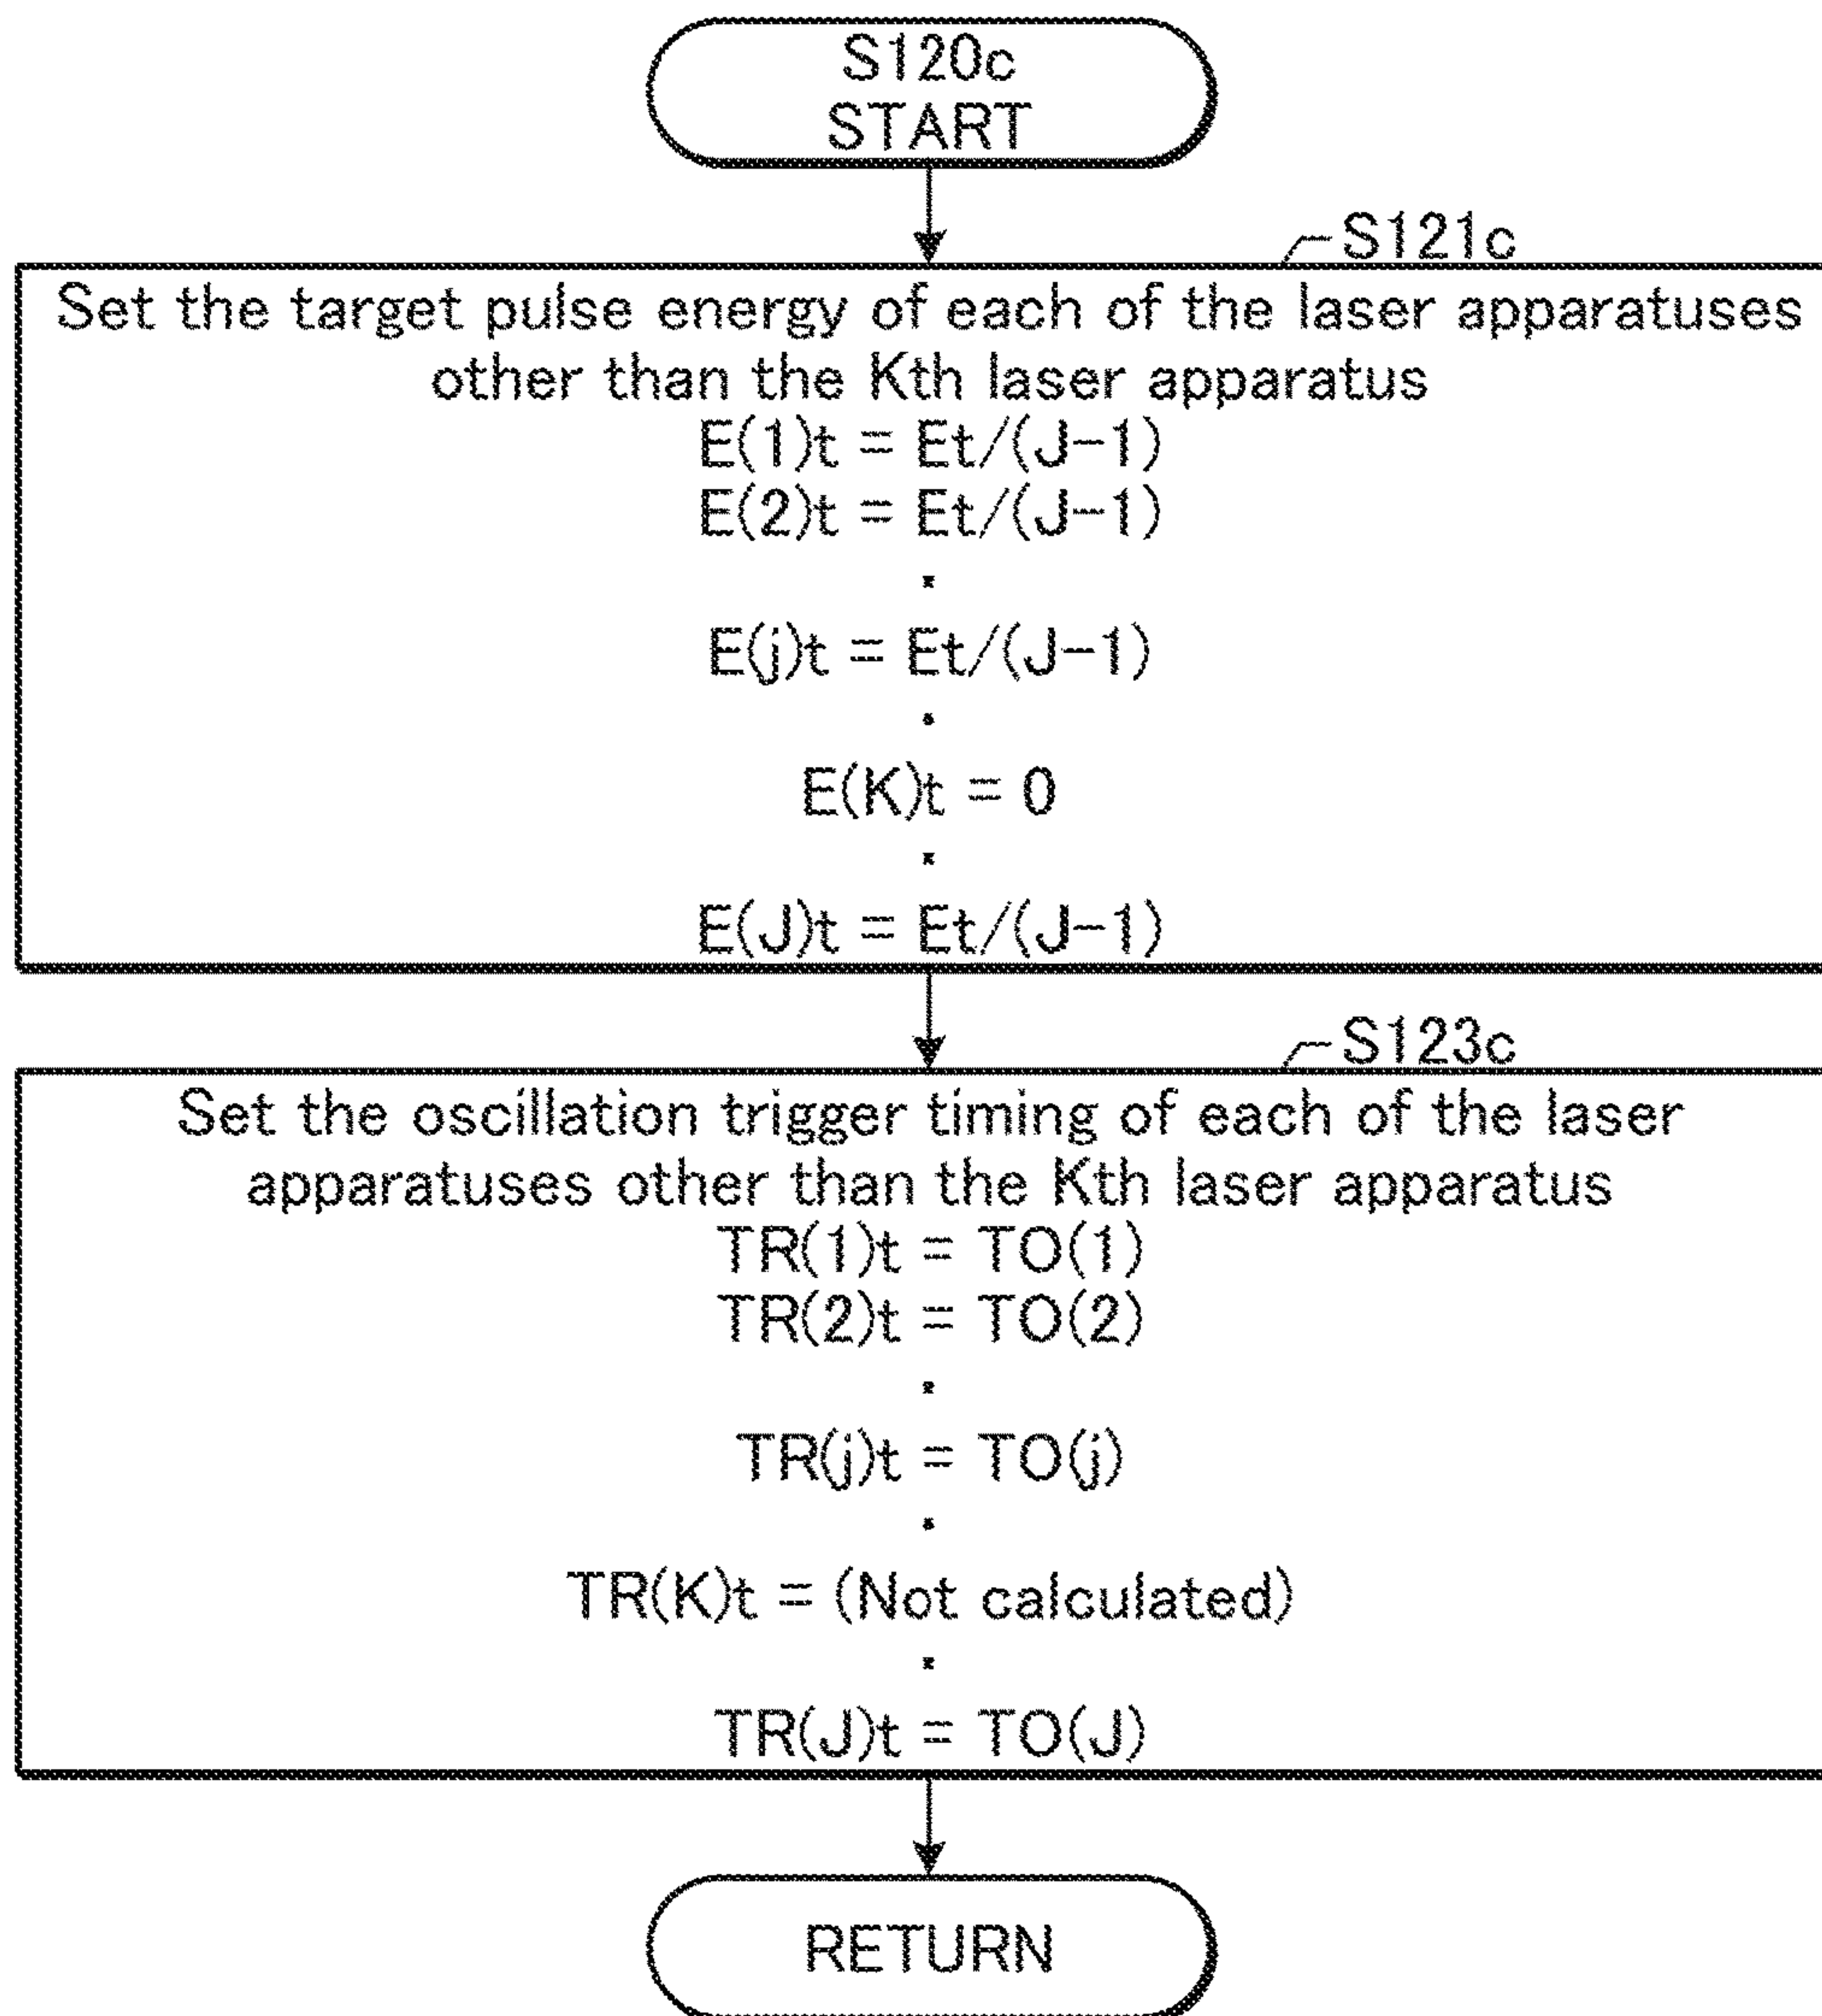 S120c
START
S121c
Set the target pulse energy of each of the laser apparatuses
other than the Kth laser apparatus
E(1)t = Et/(J-1)
E(2)t = Et/(J-1)
.
E(j)t = Et/(J-1)
.
E(K)t = 0
.
E(J)t = Et/(J-1)
S123c
Set the oscillation trigger timing of each of the laser
apparatuses other than the Kth laser apparatus
TR(1)t = TO(1)
TR(2)t = TO(2)
.
TR(j)t = TO(j)
.
TR(K)t = (Not calculated)
.
TR(J)t = TO(J)
RETURN